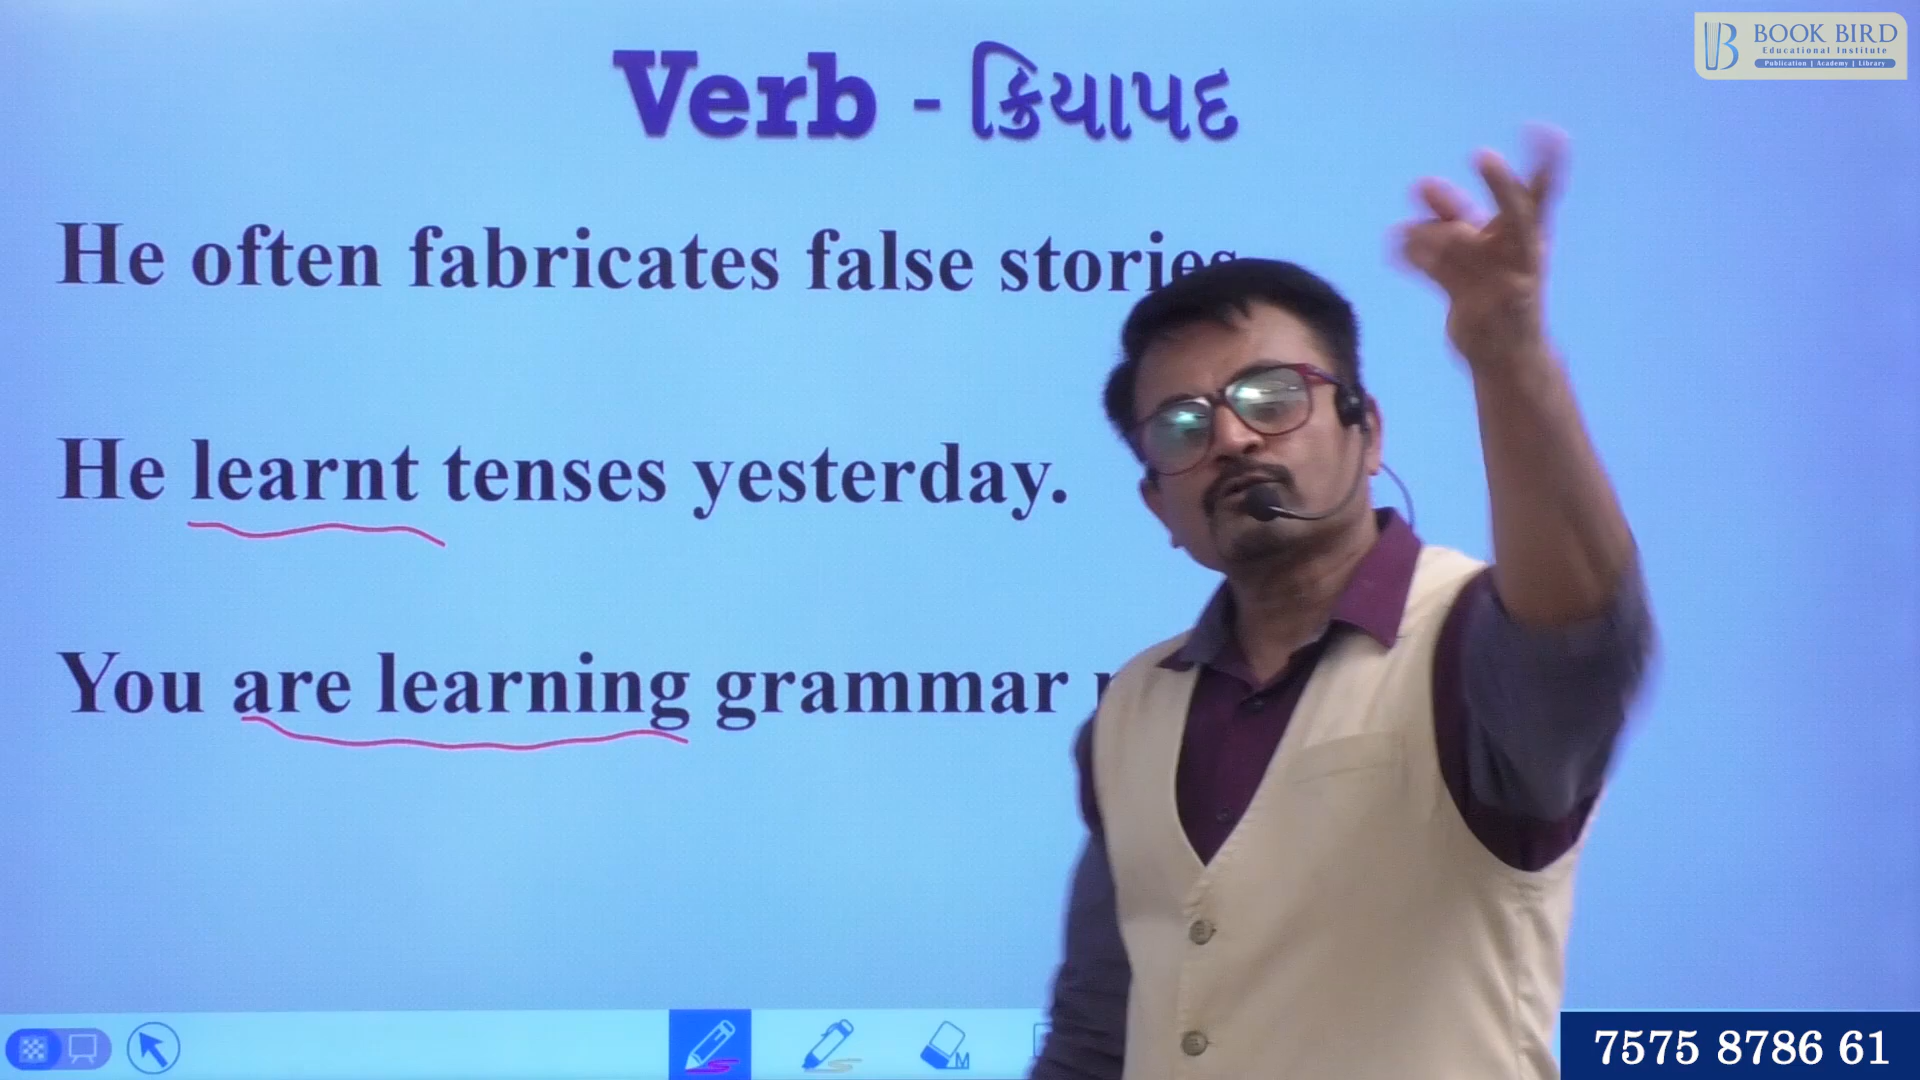 BOOK BIRD
Educational Institute
Publication | Academy | Library
Verb - ક્રિયાપદ
He often fabricates false stories
He learnt tenses yesterday.
You are learning grammar
M
7575 8786 61